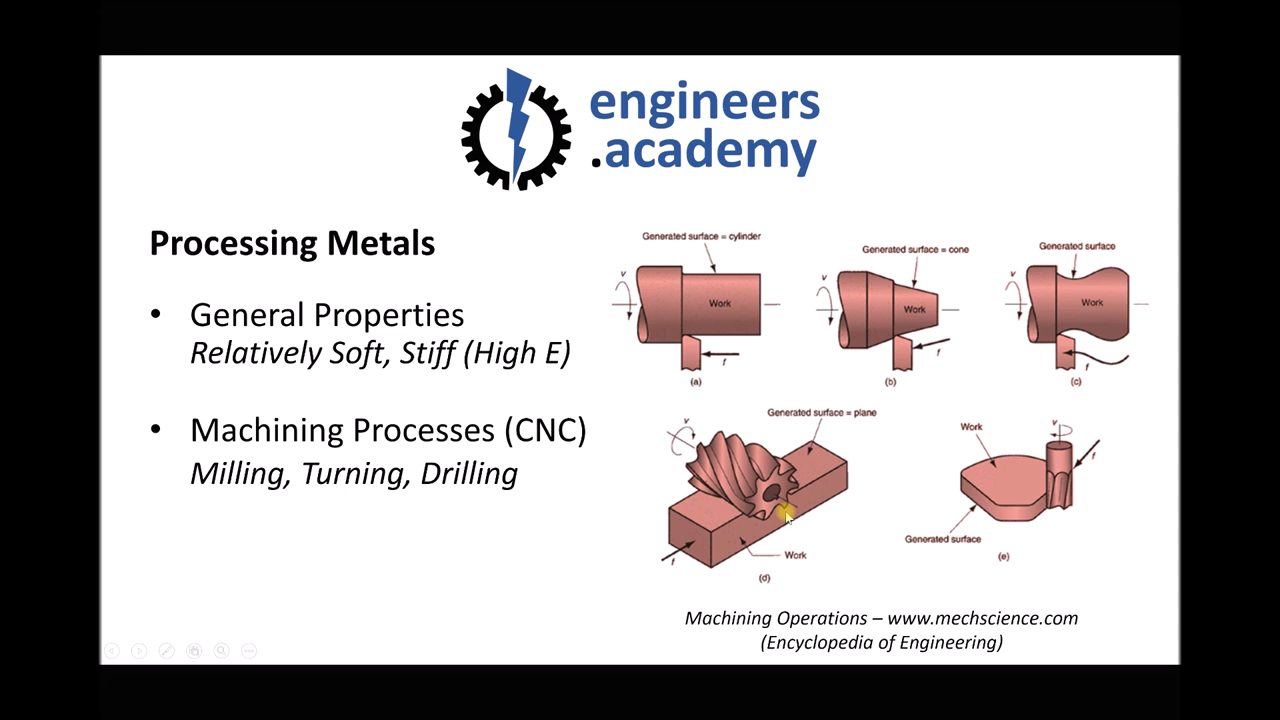 engineers
.academy
Processing Metals
• General Properties
Relatively Soft, Stiff (High E)
• Machining Processes (CNC)
Milling, Turning, Drilling
Generated surface = cylinder
v
Work
f
(a)
Generated surface = cone
v
Work
f
(b)
Generated surface
v
Work
f
(c)
Generated surface = plane
v
Work
f
(d)
Work
v
f
Generated surface
(e)
Machining Operations – www.mechscience.com
(Encyclopedia of Engineering)